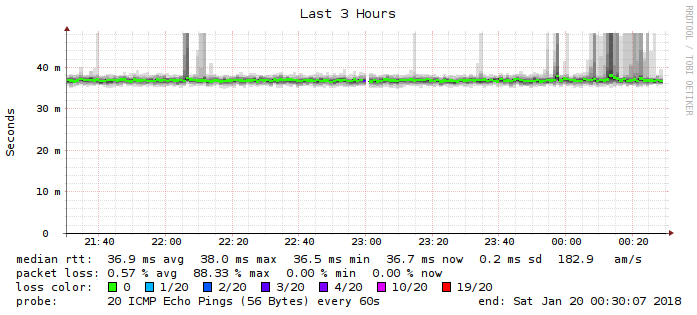 Last 3 Hours
RRDTOOL / TOBI OETIKER
Seconds
40 m
30 m
20 m
10 m
0
21:40 22:00 22:20 22:40 23:00 23:20 23:40 00:00 00:20
median rtt: 36.9 ms avg 38.0 ms max 36.5 ms min 36.7 ms now 0.2 ms sd 182.9 am/s
packet loss: 0.57 % avg 88.33 % max 0.00 % min 0.00 % now
loss color: 0 1/20 2/20 3/20 4/20 10/20 19/20
probe: 20 ICMP Echo Pings (56 Bytes) every 60s end: Sat Jan 20 00:30:07 2018